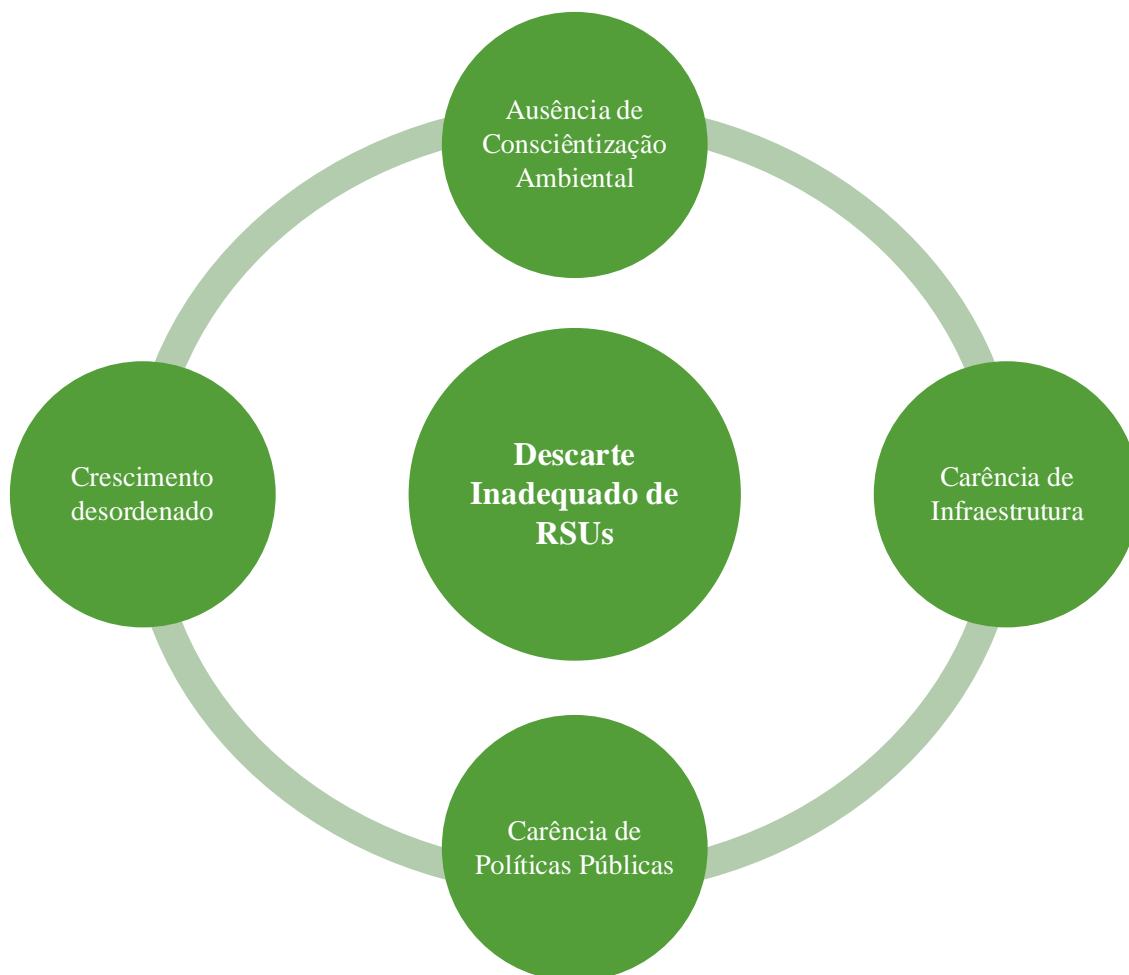 Ausência de
Consciêntização
Ambiental
Crescimento
desordenado
Descarte
Inadequado de
RSUs
Carência de
Infraestrutura
Carência de
Políticas Públicas